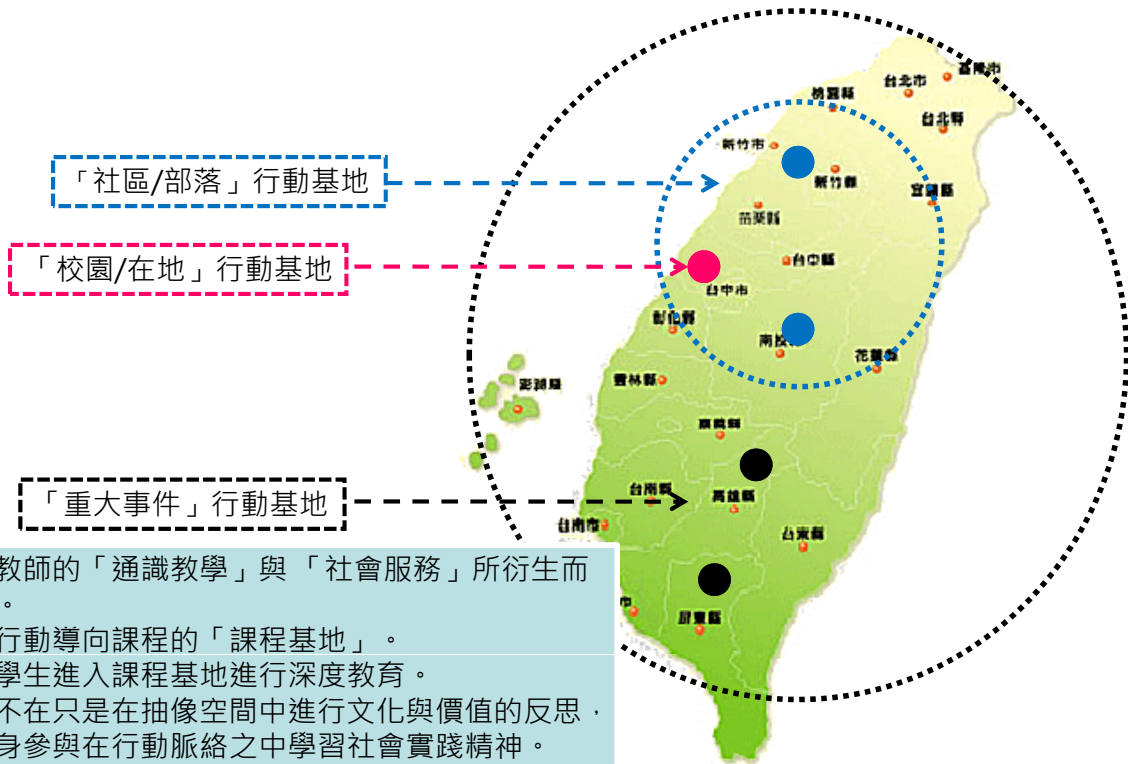 基隆市
台北市
桃園縣
台北縣
新竹市
「社區/部落」行動基地
新竹縣
宜蘭縣
苗栗縣
「校園/在地」行動基地
台中縣
台中市
彰化縣
南投
花蓮縣
雲林縣
澎湖縣
嘉義縣
「重大事件」行動基地
台南縣
高雄縣
台南市
台東縣
教師的「通識教學」與 「社會服務」所衍生而
。
市
行動導向課程的「課程基地」。
屏東縣
學生進入課程基地進行深度教育。
不在只是在抽像空間中進行文化與價值的反思，
身參與在行動脈絡之中學習社會實踐精神。